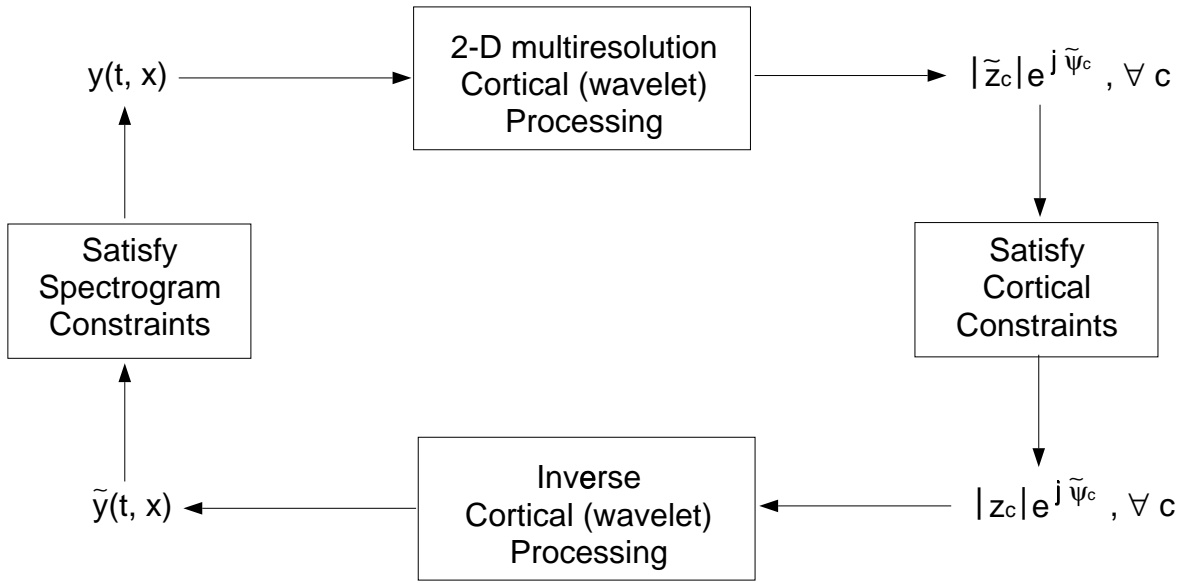 y(t, x)
2-D multiresolution
Cortical (wavelet)
Processing
|z̃c|e^j ψ̃c , ∀ c
Satisfy
Spectrogram
Constraints
Satisfy
Cortical
Constraints
ỹ(t, x)
Inverse
Cortical (wavelet)
Processing
|zc|e^j ψ̃c , ∀ c